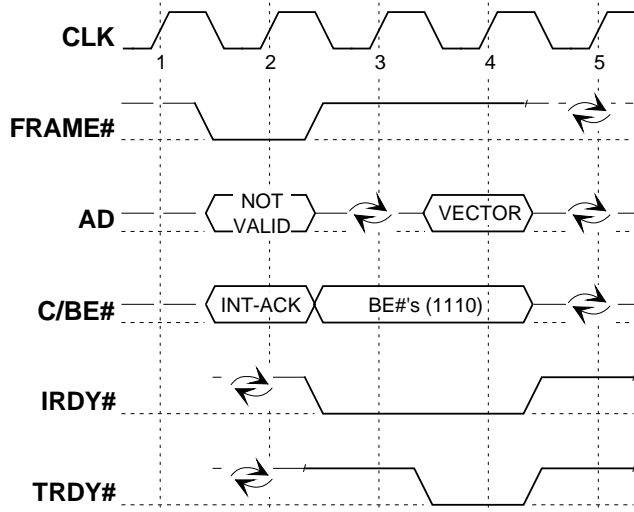 CLK
1 2 3 4 5
FRAME#
AD
NOT
VALID
VECTOR
C/BE#
INT-ACK
BE#'s (1110)
IRDY#
TRDY#